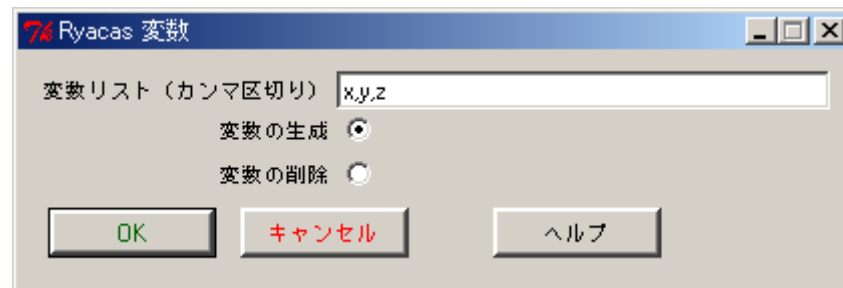 Ryacas 変数
変数リスト（カンマ区切り） x,y,z
変数の生成
変数の削除
OK キャンセル ヘルプ